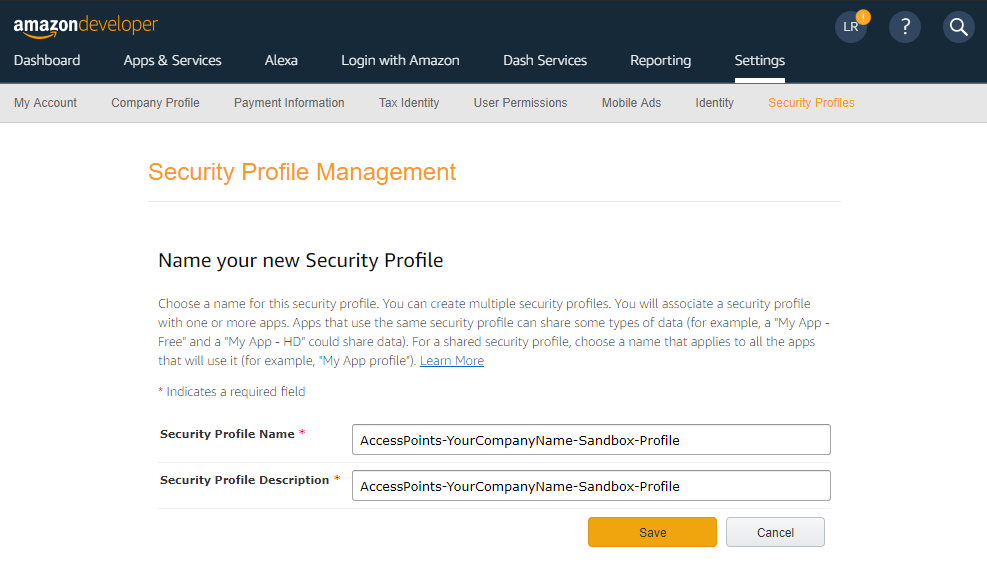 amazondeveloper
LR ! ?
Dashboard Apps & Services Alexa Login with Amazon Dash Services Reporting Settings
My Account Company Profile Payment Information Tax Identity User Permissions Mobile Ads Identity Security Profiles
Security Profile Management
Name your new Security Profile
Choose a name for this security profile. You can create multiple security profiles. You will associate a security profile
with one or more apps. Apps that use the same security profile can share some types of data (for example, a "My App -
Free" and a "My App - HD" could share data). For a shared security profile, choose a name that applies to all the apps
that will use it (for example, "My App profile"). Learn More
* Indicates a required field
Security Profile Name * AccessPoints-YourCompanyName-Sandbox-Profile
Security Profile Description * AccessPoints-YourCompanyName-Sandbox-Profile
Save Cancel